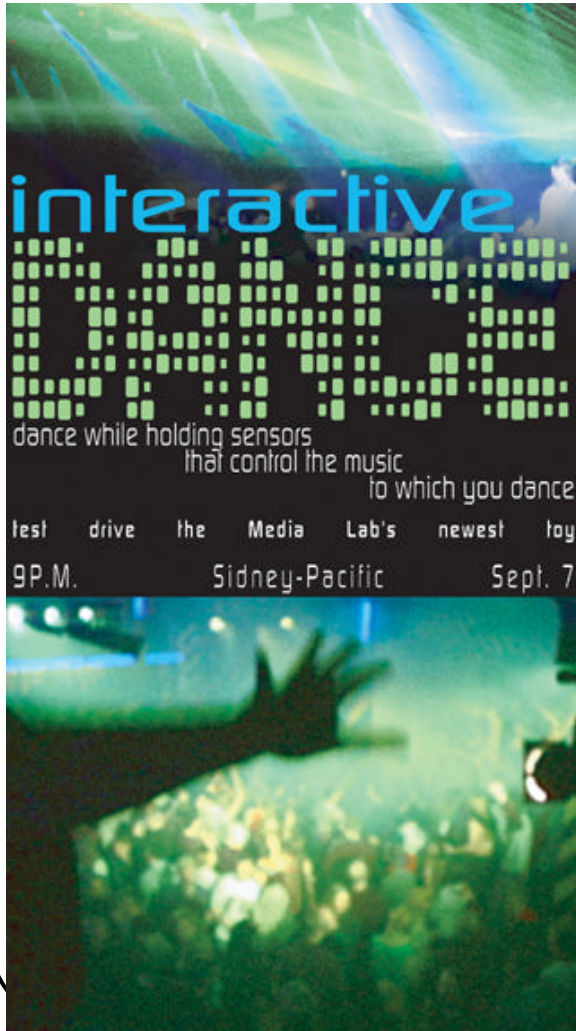 interactive
DANCE
dance while holding sensors
that control the music
to which you dance
test drive the Media Lab's newest toy
9P.M. Sidney-Pacific Sept. 7